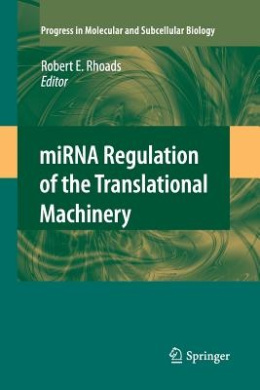 Progress in Molecular and Subcellular Biology
Robert E. Rhoads
Editor
miRNA Regulation
of the Translational
Machinery
Springer